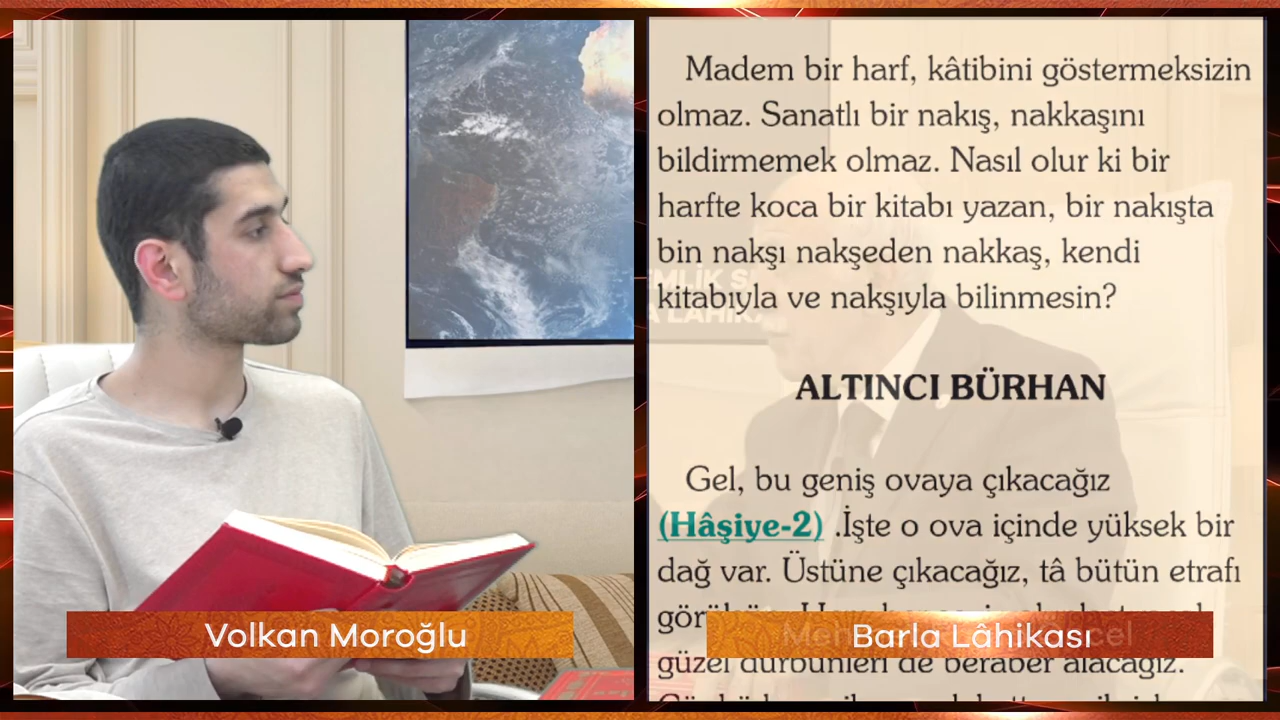 Madem bir harf, kâtibini göstermeksizin
olmaz. Sanatlı bir nakış, nakkaşını
bildirmemek olmaz. Nasıl olur ki bir
harfte koca bir kitabı yazan, bir nakışta
bin nakşı nakşeden nakkaş, kendi
kitabıyla ve nakşıyla bilinmesin?
ALTINCI BÜRHAN
Gel, bu geniş ovaya çıkacağız
(Hâşiye-2) .İşte o ova içinde yüksek bir
dağ var. Üstüne çıkacağız, tâ bütün etrafı
güzel dürbünleri de beraber alacağız.
Volkan Moroğlu
Barla Lâhikası